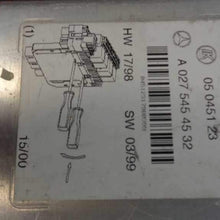 05 0451 23
A 027 545 45 32
HW 17/98 SW 03/99
(1) 15/00